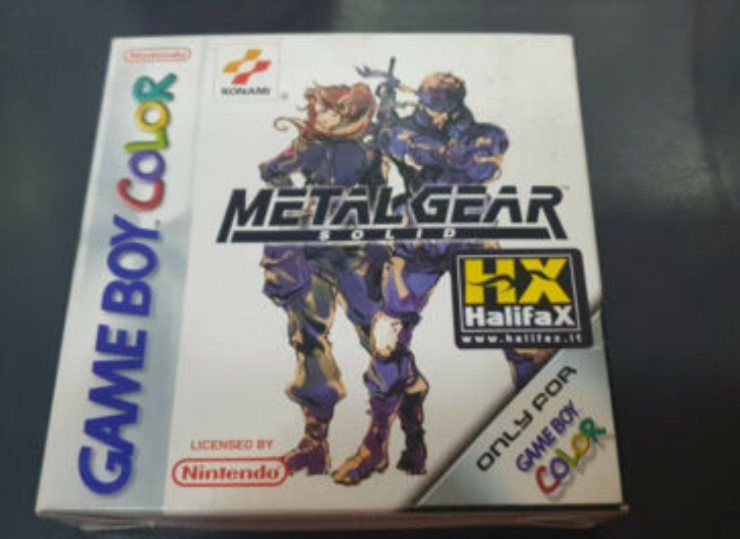 Nintendo
GAME BOY COLOR
KONAMI
METAL GEAR
SOLID
HX
HalifaX
www.halifax.it
LICENSED BY
Nintendo
ONLY FOR
GAME BOY
COLOR